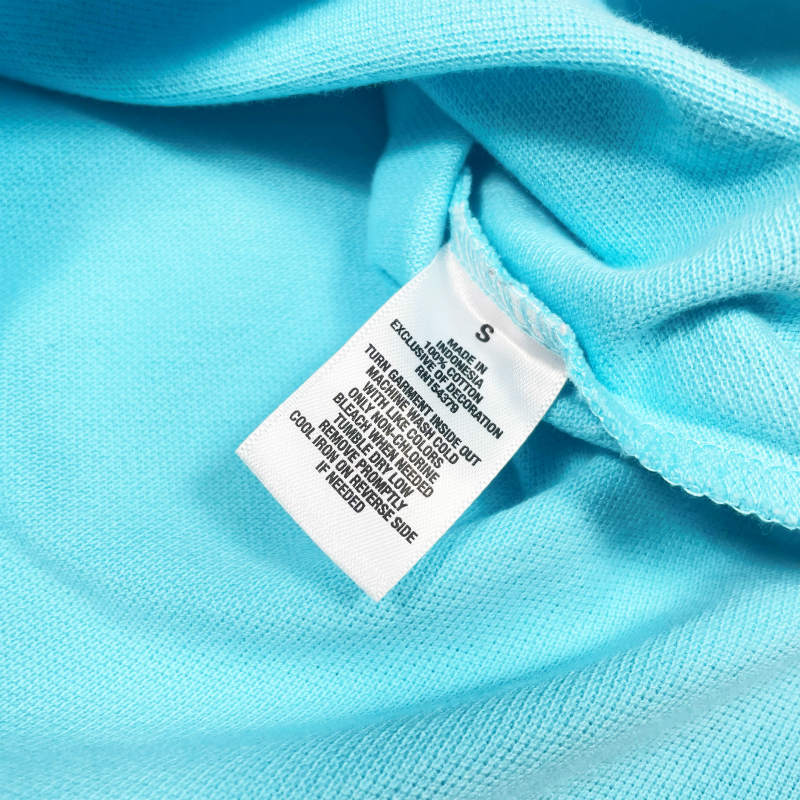 S
MADE IN
INDONESIA
100% COTTON
EXCLUSIVE OF DECORATION
RN154379
TURN GARMENT INSIDE OUT
MACHINE WASH COLD
WITH LIKE COLORS
ONLY NON-CHLORINE
BLEACH WHEN NEEDED
TUMBLE DRY LOW
REMOVE PROMPTLY
COOL IRON ON REVERSE SIDE
IF NEEDED